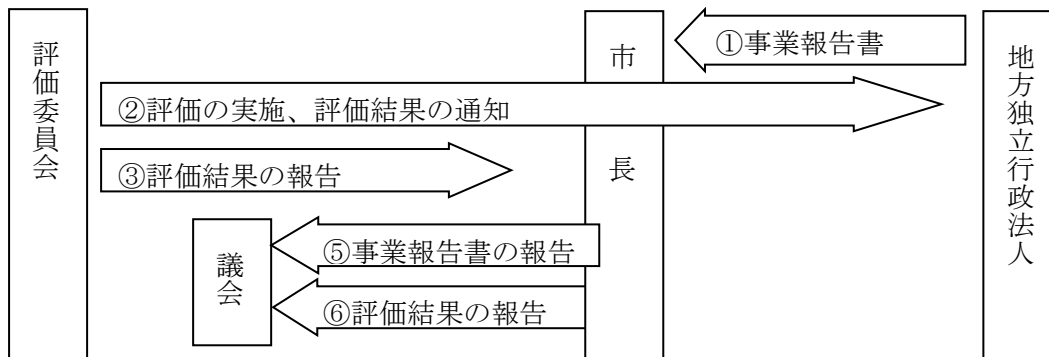 評価委員会
市長
地方独立行政法人
①事業報告書
②評価の実施、評価結果の通知
③評価結果の報告
議会
⑤事業報告書の報告
⑥評価結果の報告